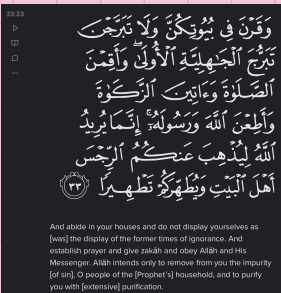 33:33
وَقَرْنَ فِى بُيُوتِكُنَّ وَلَا تَبَرَّجْنَ
تَبَرُّجَ ٱلْجَـٰهِلِيَّةِ ٱلْأُولَىٰ ۖ وَأَقِمْنَ
ٱلصَّلَوٰةَ وَءَاتِينَ ٱلزَّكَوٰةَ
وَأَطِعْنَ ٱللَّهَ وَرَسُولَهُۥٓ ۚ إِنَّمَا يُرِيدُ
ٱللَّهُ لِيُذْهِبَ عَنكُمُ ٱلرِّجْسَ
أَهْلَ ٱلْبَيْتِ وَيُطَهِّرَكُمْ تَطْهِيرًا ٣٣
And abide in your houses and do not display yourselves as
[was] the display of the former times of ignorance. And
establish prayer and give zakāh and obey Allāh and His
Messenger. Allāh intends only to remove from you the impurity
[of sin], O people of the [Prophet's] household, and to purify
you with [extensive] purification.